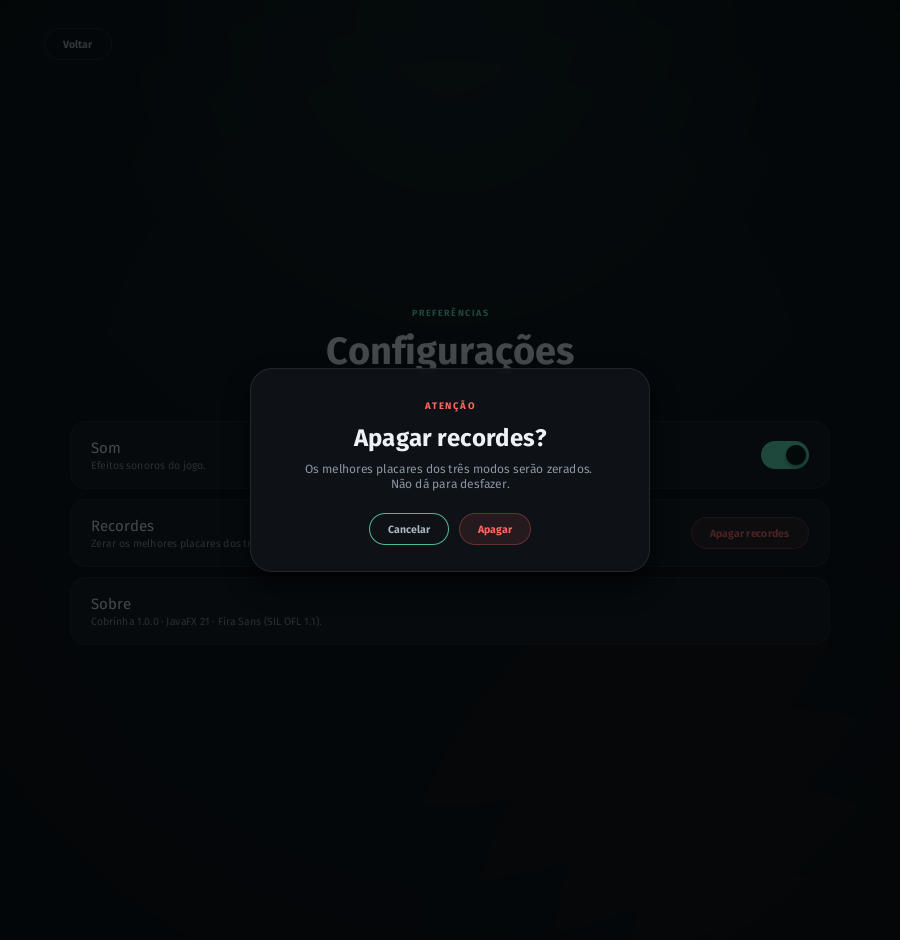 Voltar
PREFERÊNCIAS
Configurações
ATENÇÃO
Apagar recordes?
Os melhores placares dos três modos serão zerados.
Não dá para desfazer.
Cancelar
Apagar
Som
Efeitos sonoros do jogo.
Recordes
Zerar os melhores placares dos
Apagar recordes
Sobre
Cobrinha 1.0.0 · JavaFX 21 · Fira Sans (SIL OFL 1.1).